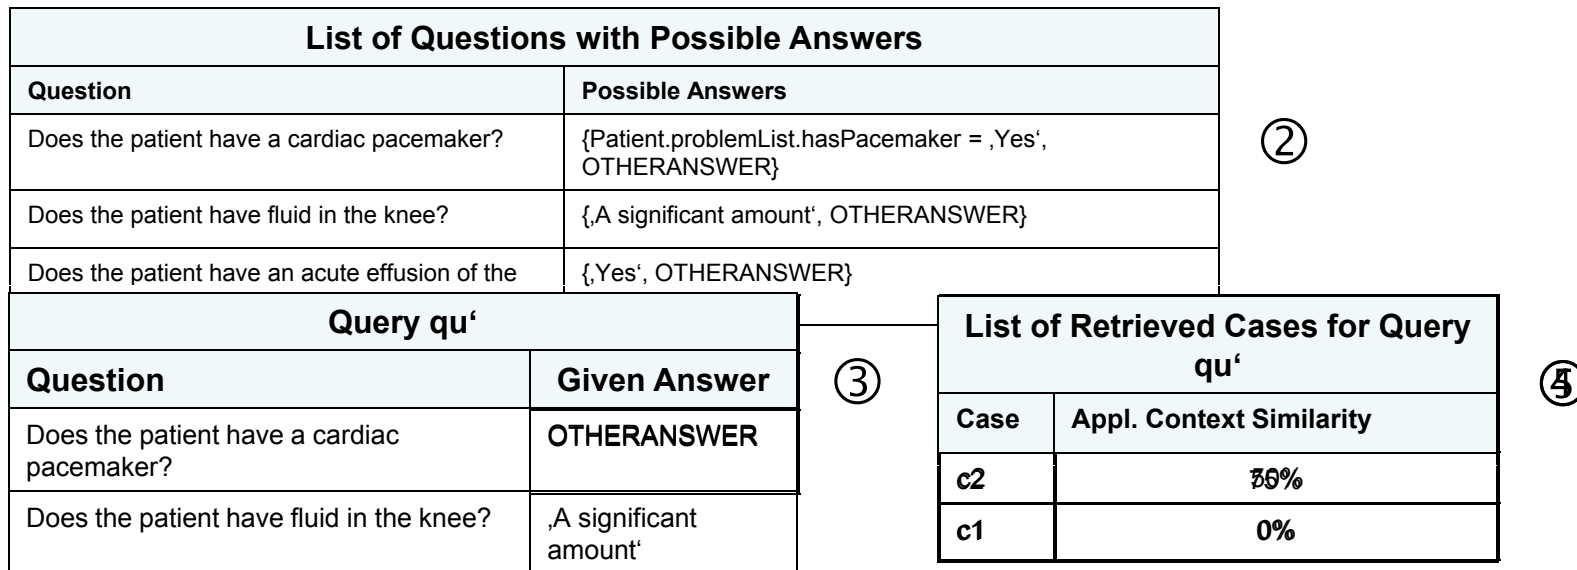 List of Questions with Possible Answers
Question Possible Answers
Does the patient have a cardiac pacemaker? {Patient.problemList.hasPacemaker = ‚Yes‘,
OTHERANSWER}
②
Does the patient have fluid in the knee? {‚A significant amount‘, OTHERANSWER}
Does the patient have an acute effusion of the {‚Yes‘, OTHERANSWER}
Query qu‘
Question Given Answer
Does the patient have a cardiac
pacemaker?
OTHERANSWER
Does the patient have fluid in the knee? ‚A significant
amount‘
③
List of Retrieved Cases for Query
qu‘
Case Appl. Context Similarity
c2
c1 0%